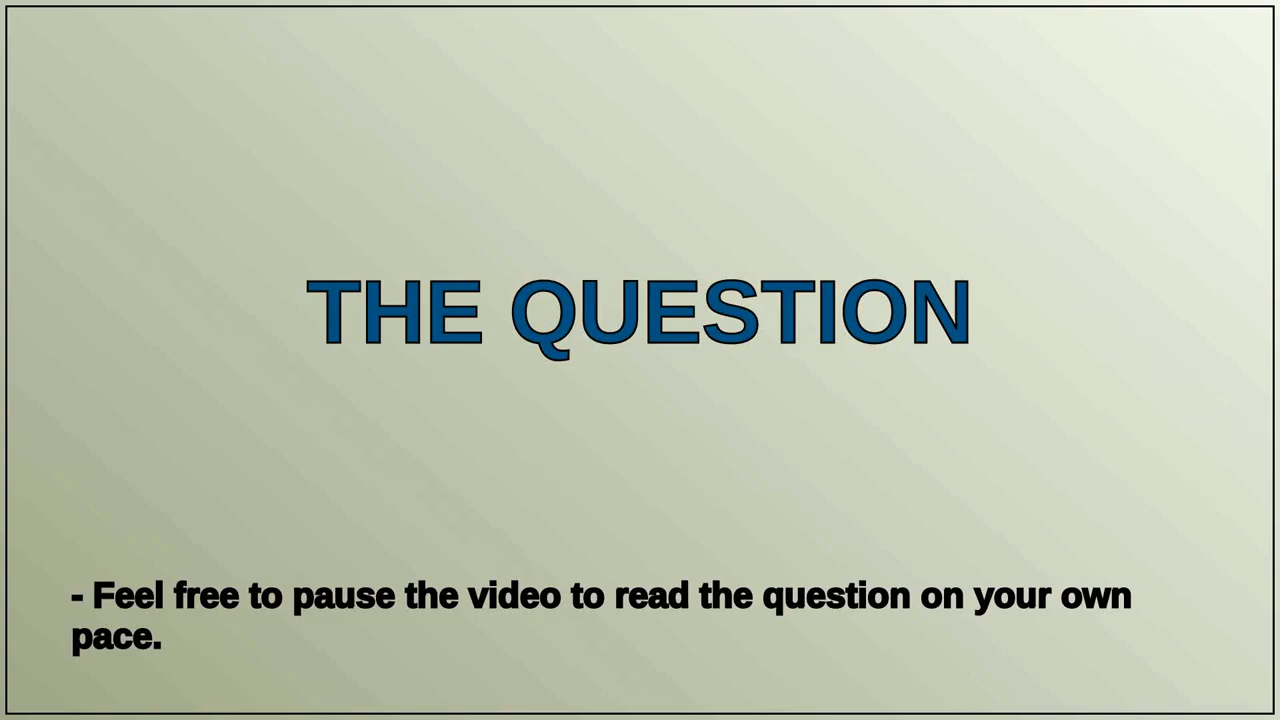 THE QUESTION
- Feel free to pause the video to read the question on your own
pace.